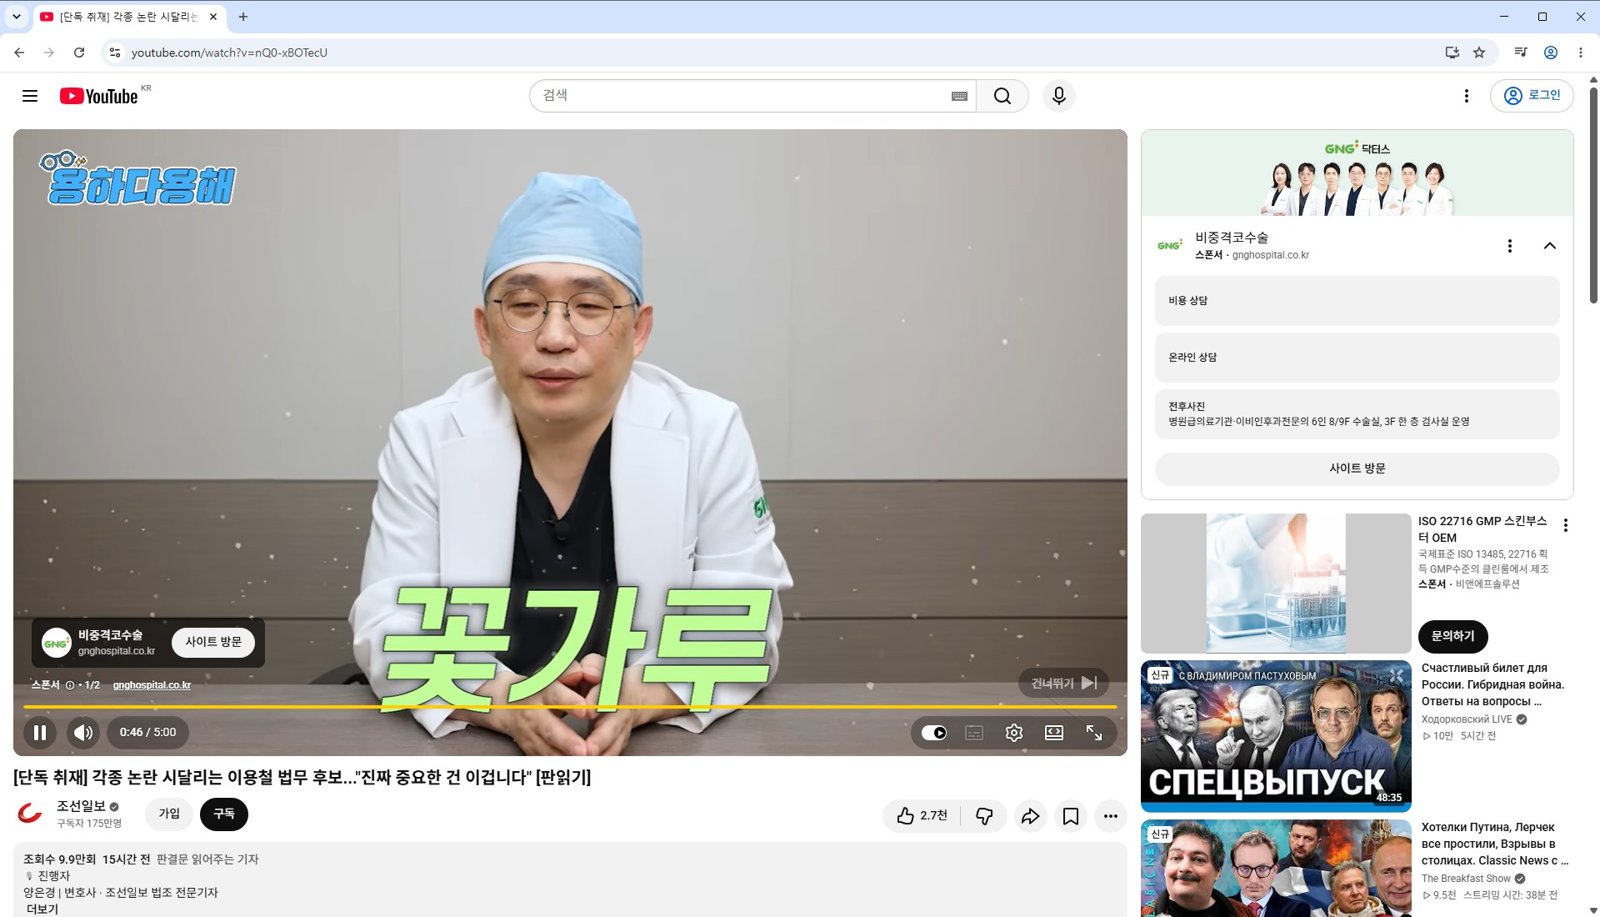 [단독 취재] 각종 논란 시달리는
youtube.com/watch?v=nQ0-xBOTecU
YouTube KR
검색
로그인
용하다용해
꽃가루
GNG
비중격코수술
gnghospital.co.kr
사이트 방문
스폰서 · 1/2 gnghospital.co.kr
건너뛰기
0:46 / 5:00
[단독 취재] 각종 논란 시달리는 이용철 법무 후보..."진짜 중요한 건 이겁니다" [판읽기]
조선일보
구독자 175만명
가입
구독
2.7천
조회수 9.9만회 15시간 전 판결문 읽어주는 기자
진행자
양은경 | 변호사 · 조선일보 법조 전문기자
더보기
GNG 닥터스
GNG
비중격코수술
스폰서 · gnghospital.co.kr
비용 상담
온라인 상담
전후사진
병원급의료기관·이비인후과전문의 6인 8/9F 수술실, 3F 한 층 검사실 운영
사이트 방문
ISO 22716 GMP 스킨부스
터 OEM
국제표준 ISO 13485, 22716 획
득 GMP수준의 클린룸에서 제조
스폰서 · 비앤에프솔루션
문의하기
신규
С ВЛАДИМИРОМ ПАСТУХОВЫМ
СПЕЦВЫПУСК
48:35
Счастливый билет для
России. Гибридная война.
Ответы на вопросы ...
Ходорковский LIVE
10만 5시간 전
신규
Хотелки Путина, Лерчек
все простили, Взрывы в
столицах. Classic News с ...
The Breakfast Show
9.5천 스트리밍 시간: 38분 전